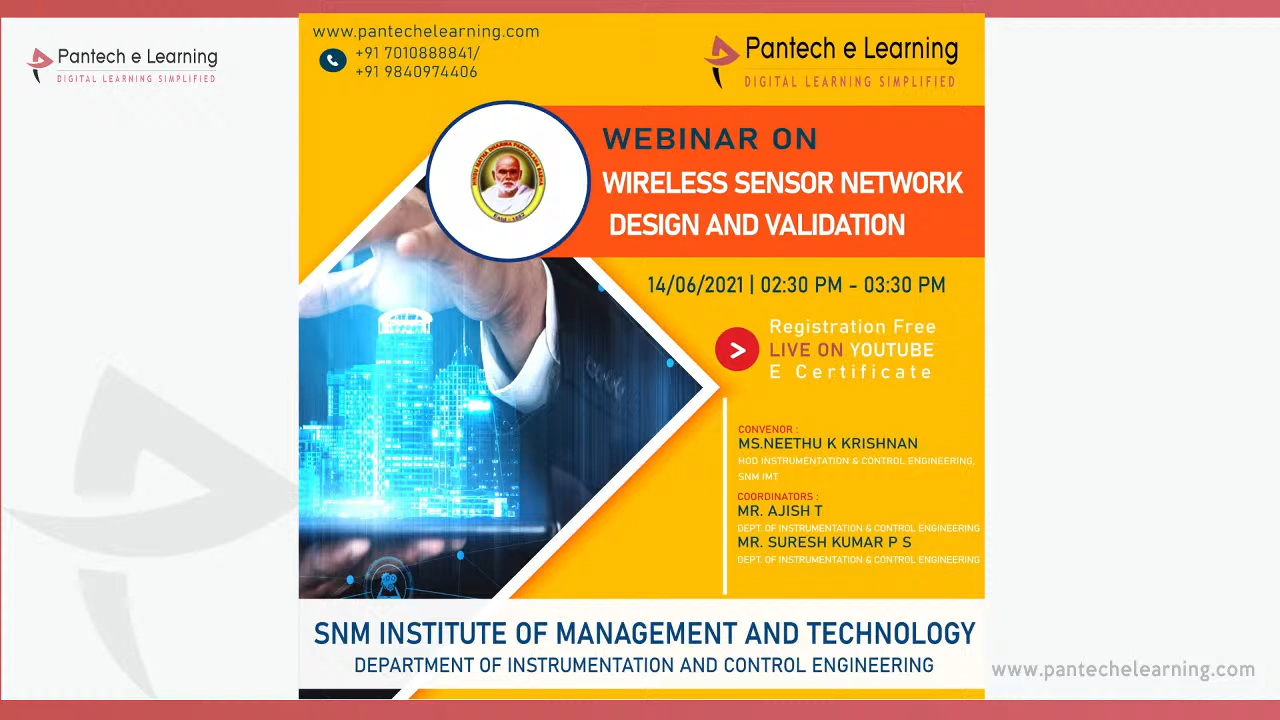 Pantech e Learning
DIGITAL LEARNING SIMPLIFIED
www.pantechelearning.com
+91 7010888841/
+91 9840974406
Pantech e Learning
DIGITAL LEARNING SIMPLIFIED
WEBINAR ON
WIRELESS SENSOR NETWORK
DESIGN AND VALIDATION
14/06/2021 | 02:30 PM - 03:30 PM
Registration Free
LIVE ON YOUTUBE
E Certificate
CONVENOR :
MS.NEETHU K KRISHNAN
HOD INSTRUMENTATION & CONTROL ENGINEERING,
SNM IMT
COORDINATORS :
MR. AJISH T
DEPT. OF INSTRUMENTATION & CONTROL ENGINEERING
MR. SURESH KUMAR P S
DEPT. OF INSTRUMENTATION & CONTROL ENGINEERING
SNM INSTITUTE OF MANAGEMENT AND TECHNOLOGY
DEPARTMENT OF INSTRUMENTATION AND CONTROL ENGINEERING
www.pantechelearning.com